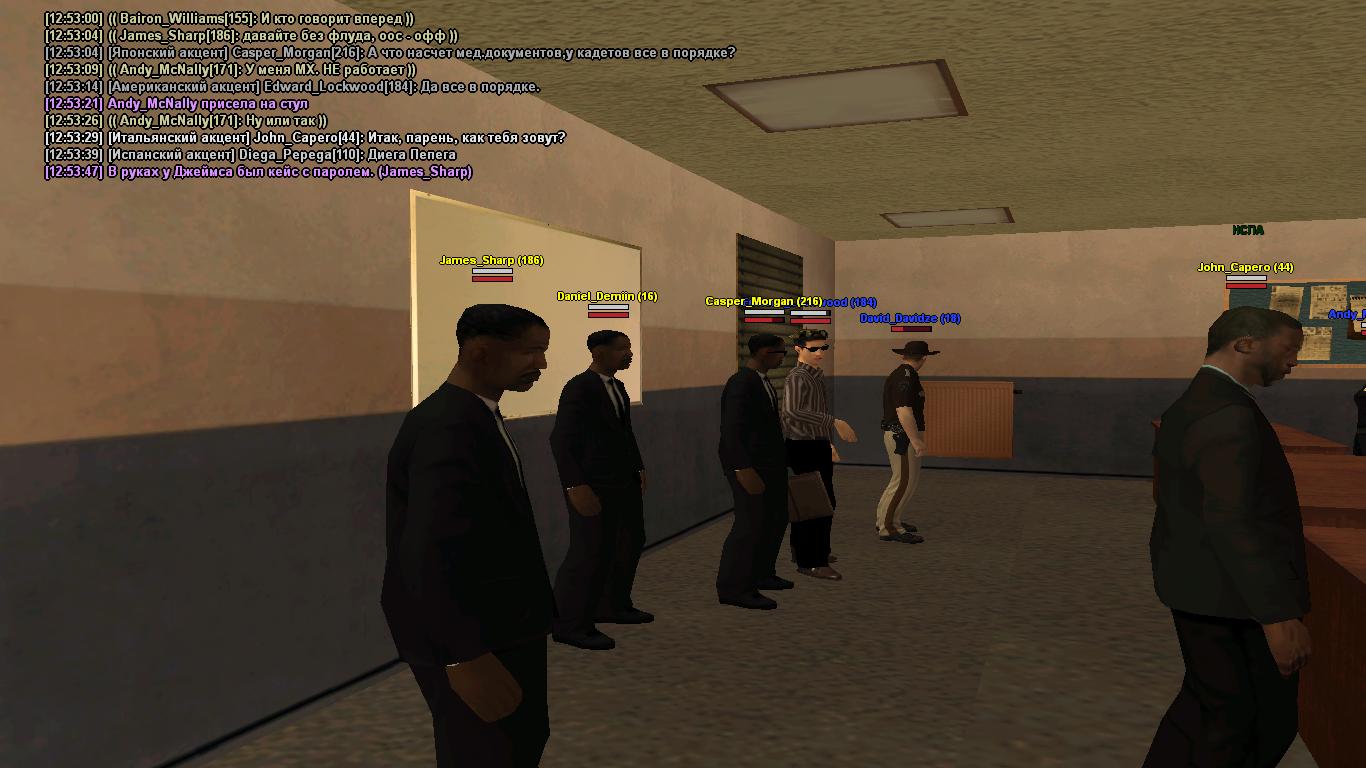 [12:53:00] (( Bairon_Williams[155]: И кто говорит вперед ))
[12:53:04] (( James_Sharp[186]: давайте без флуда, оос - офф ))
[12:53:04] [Японский акцент] Casper_Morgan[216]: А что насчет мед.документов,у кадетов все в порядке?
[12:53:09] (( Andy_McNally[171]: У меня МХ. НЕ работает ))
[12:53:14] [Американский акцент] Edward_Lockwood[184]: Да все в порядке.
[12:53:21] Andy_McNally присела на стул
[12:53:26] (( Andy_McNally[171]: Ну или так ))
[12:53:29] [Итальянский акцент] John_Capero[44]: Итак, парень, как тебя зовут?
[12:53:39] [Испанский акцент] Diega_Pepega[110]: Диега Пепега
[12:53:47] В руках у Джеймса был кейс с паролем. (James_Sharp)
НСПА
James_Sharp (186)
John_Capero (44)
Daniel_Demiin (16)
Casper_Morgan (216) ood (184)
David_Davidze (18)
Andy_